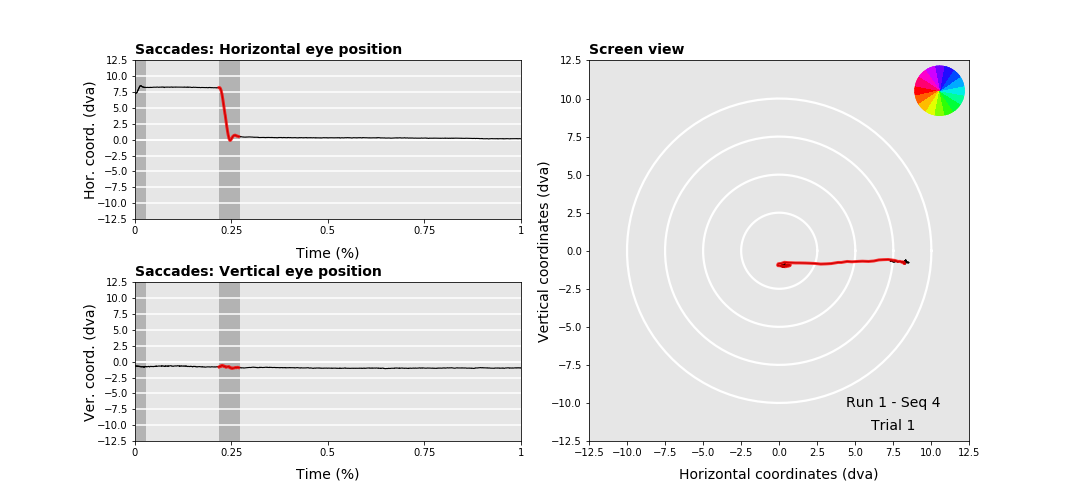 Saccades: Horizontal eye position
Hor. coord. (dva)
12.5
10.0
7.5
5.0
2.5
0.0
−2.5
−5.0
−7.5
−10.0
−12.5
0 0.25 0.5 0.75 1
Time (%)
Saccades: Vertical eye position
Ver. coord. (dva)
12.5
10.0
7.5
5.0
2.5
0.0
−2.5
−5.0
−7.5
−10.0
−12.5
0 0.25 0.5 0.75 1
Time (%)
Screen view
Vertical coordinates (dva)
12.5
10.0
7.5
5.0
2.5
0.0
−2.5
−5.0
−7.5
−10.0
−12.5
Run 1 - Seq 4
Trial 1
−12.5 −10.0 −7.5 −5.0 −2.5 0.0 2.5 5.0 7.5 10.0 12.5
Horizontal coordinates (dva)